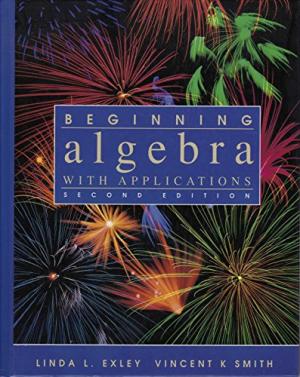 BEGINNING
algebra
WITH APPLICATIONS
SECOND EDITION
LINDA L. EXLEY VINCENT K SMITH